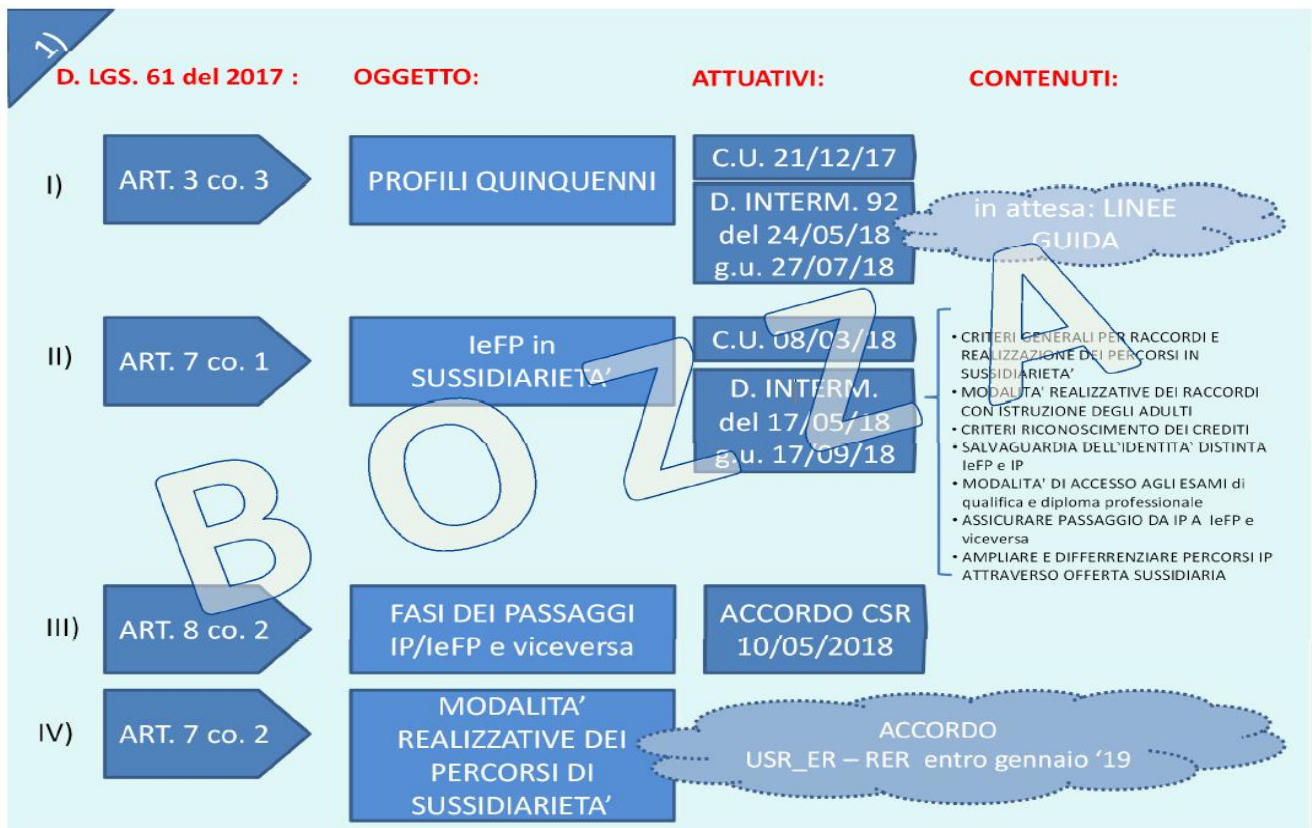 1)
D. LGS. 61 del 2017 :
OGGETTO:
ATTUATIVI:
CONTENUTI:
I)
ART. 3 co. 3
PROFILI QUINQUENNI
C.U. 21/12/17
D. INTERM. 92
del 24/05/18
g.u. 27/07/18
in attesa: LINEE
GUIDA
II)
ART. 7 co. 1
IeFP in
SUSSIDIARIETA’
C.U. 08/03/18
D. INTERM.
del 17/05/18
g.u. 17/09/18
• CRITERI GENERALI PER RACCORDI E
REALIZZAZIONE DEI PERCORSI IN
SUSSIDIARIETA’
• MODALITA’ REALIZZATIVE DEI RACCORDI
CON ISTRUZIONE DEGLI ADULTI
• CRITERI RICONOSCIMENTO DEI CREDITI
• SALVAGUARDIA DELL’IDENTITA’ DISTINTA
IeFP e IP
• MODALITA’ DI ACCESSO AGLI ESAMI di
qualifica e diploma professionale
• ASSICURARE PASSAGGIO DA IP A IeFP e
viceversa
• AMPLIARE E DIFFERRENZIARE PERCORSI IP
ATTRAVERSO OFFERTA SUSSIDIARIA
III)
ART. 8 co. 2
FASI DEI PASSAGGI
IP/IeFP e viceversa
ACCORDO CSR
10/05/2018
IV)
ART. 7 co. 2
MODALITA’
REALIZZATIVE DEI
PERCORSI DI
SUSSIDIARIETA’
ACCORDO
USR_ER – RER entro gennaio ‘19
BOZZA